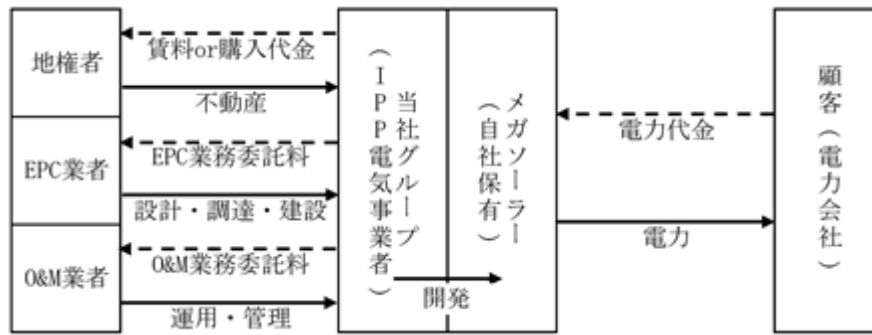 地権者
賃料or購入代金
不動産
EPC業者
EPC業務委託料
設計・調達・建設
O&M業者
O&M業務委託料
運用・管理
当社グループ
(IPP電気事業者)
開発
メガソーラー
(自社保有)
電力代金
電力
顧客(電力会社)